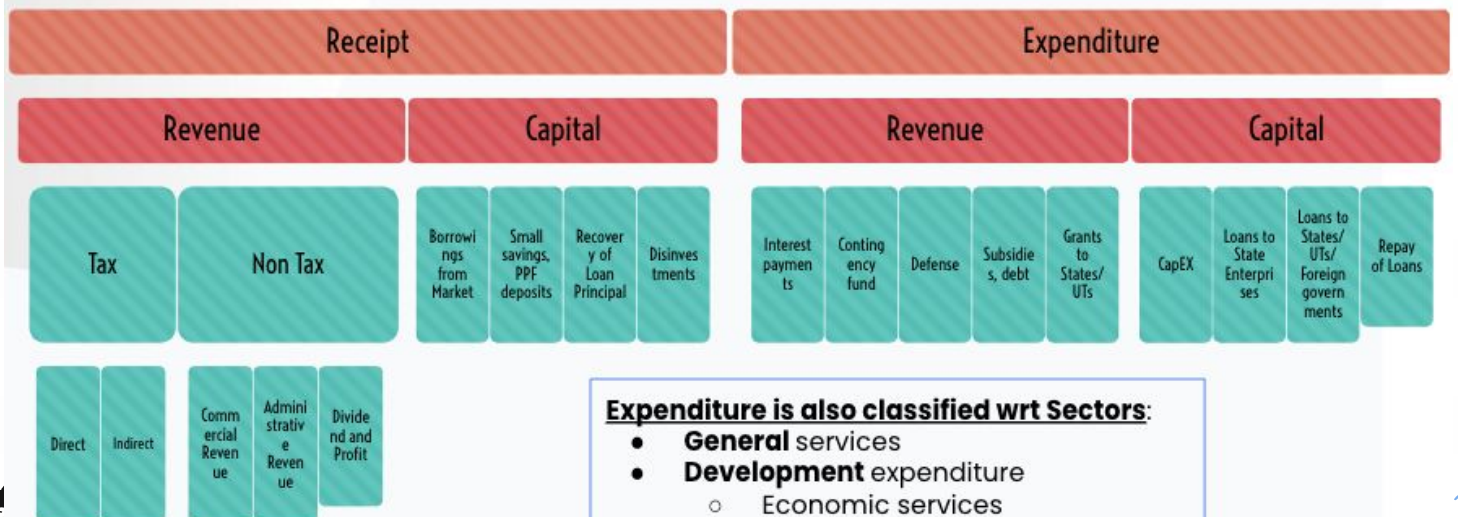 Receipt
Expenditure
Revenue
Capital
Revenue
Capital
Tax
Non Tax
Borrowi
ngs
from
Market
Small
savings,
PPF
deposits
Recover
y of
Loan
Principal
Disinves
tments
Interest
paymen
ts
Conting
ency
fund
Defense
Subsidie
s, debt
Grants
to
States/
UTs
CapEX
Loans to
State
Enterpri
ses
Loans to
States/
UTs/
Foreign
govern
ments
Repay
of Loans
Direct
Indirect
Comm
ercial
Reven
ue
Admini
strativ
e
Reven
ue
Divide
nd and
Profit
Expenditure is also classified wrt Sectors:
● General services
● Development expenditure
○ Economic services